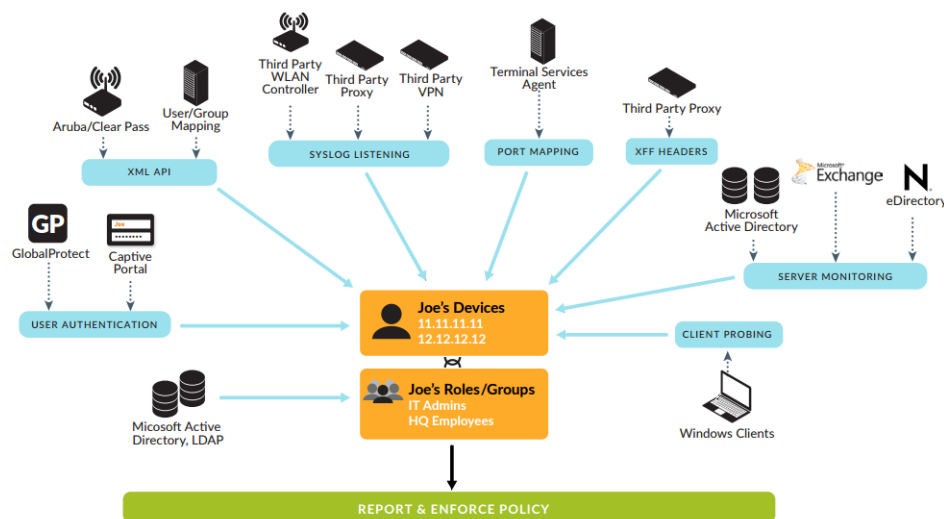 Third Party
WLAN
Controller
Third Party
Proxy
Third Party
VPN
Terminal Services
Agent
Third Party Proxy
Aruba/Clear Pass
User/Group
Mapping
XML API
SYSLOG LISTENING
PORT MAPPING
XFF HEADERS
Microsoft
Active Directory
Microsoft®
Exchange
N
eDirectory
SERVER MONITORING
GP
GlobalProtect
Joe
Captive
Portal
USER AUTHENTICATION
Joe's Devices
11.11.11.11
12.12.12.12
CLIENT PROBING
Windows Clients
Micosoft Active
Directory, LDAP
Joe's Roles/Groups
IT Admins
HQ Employees
REPORT & ENFORCE POLICY